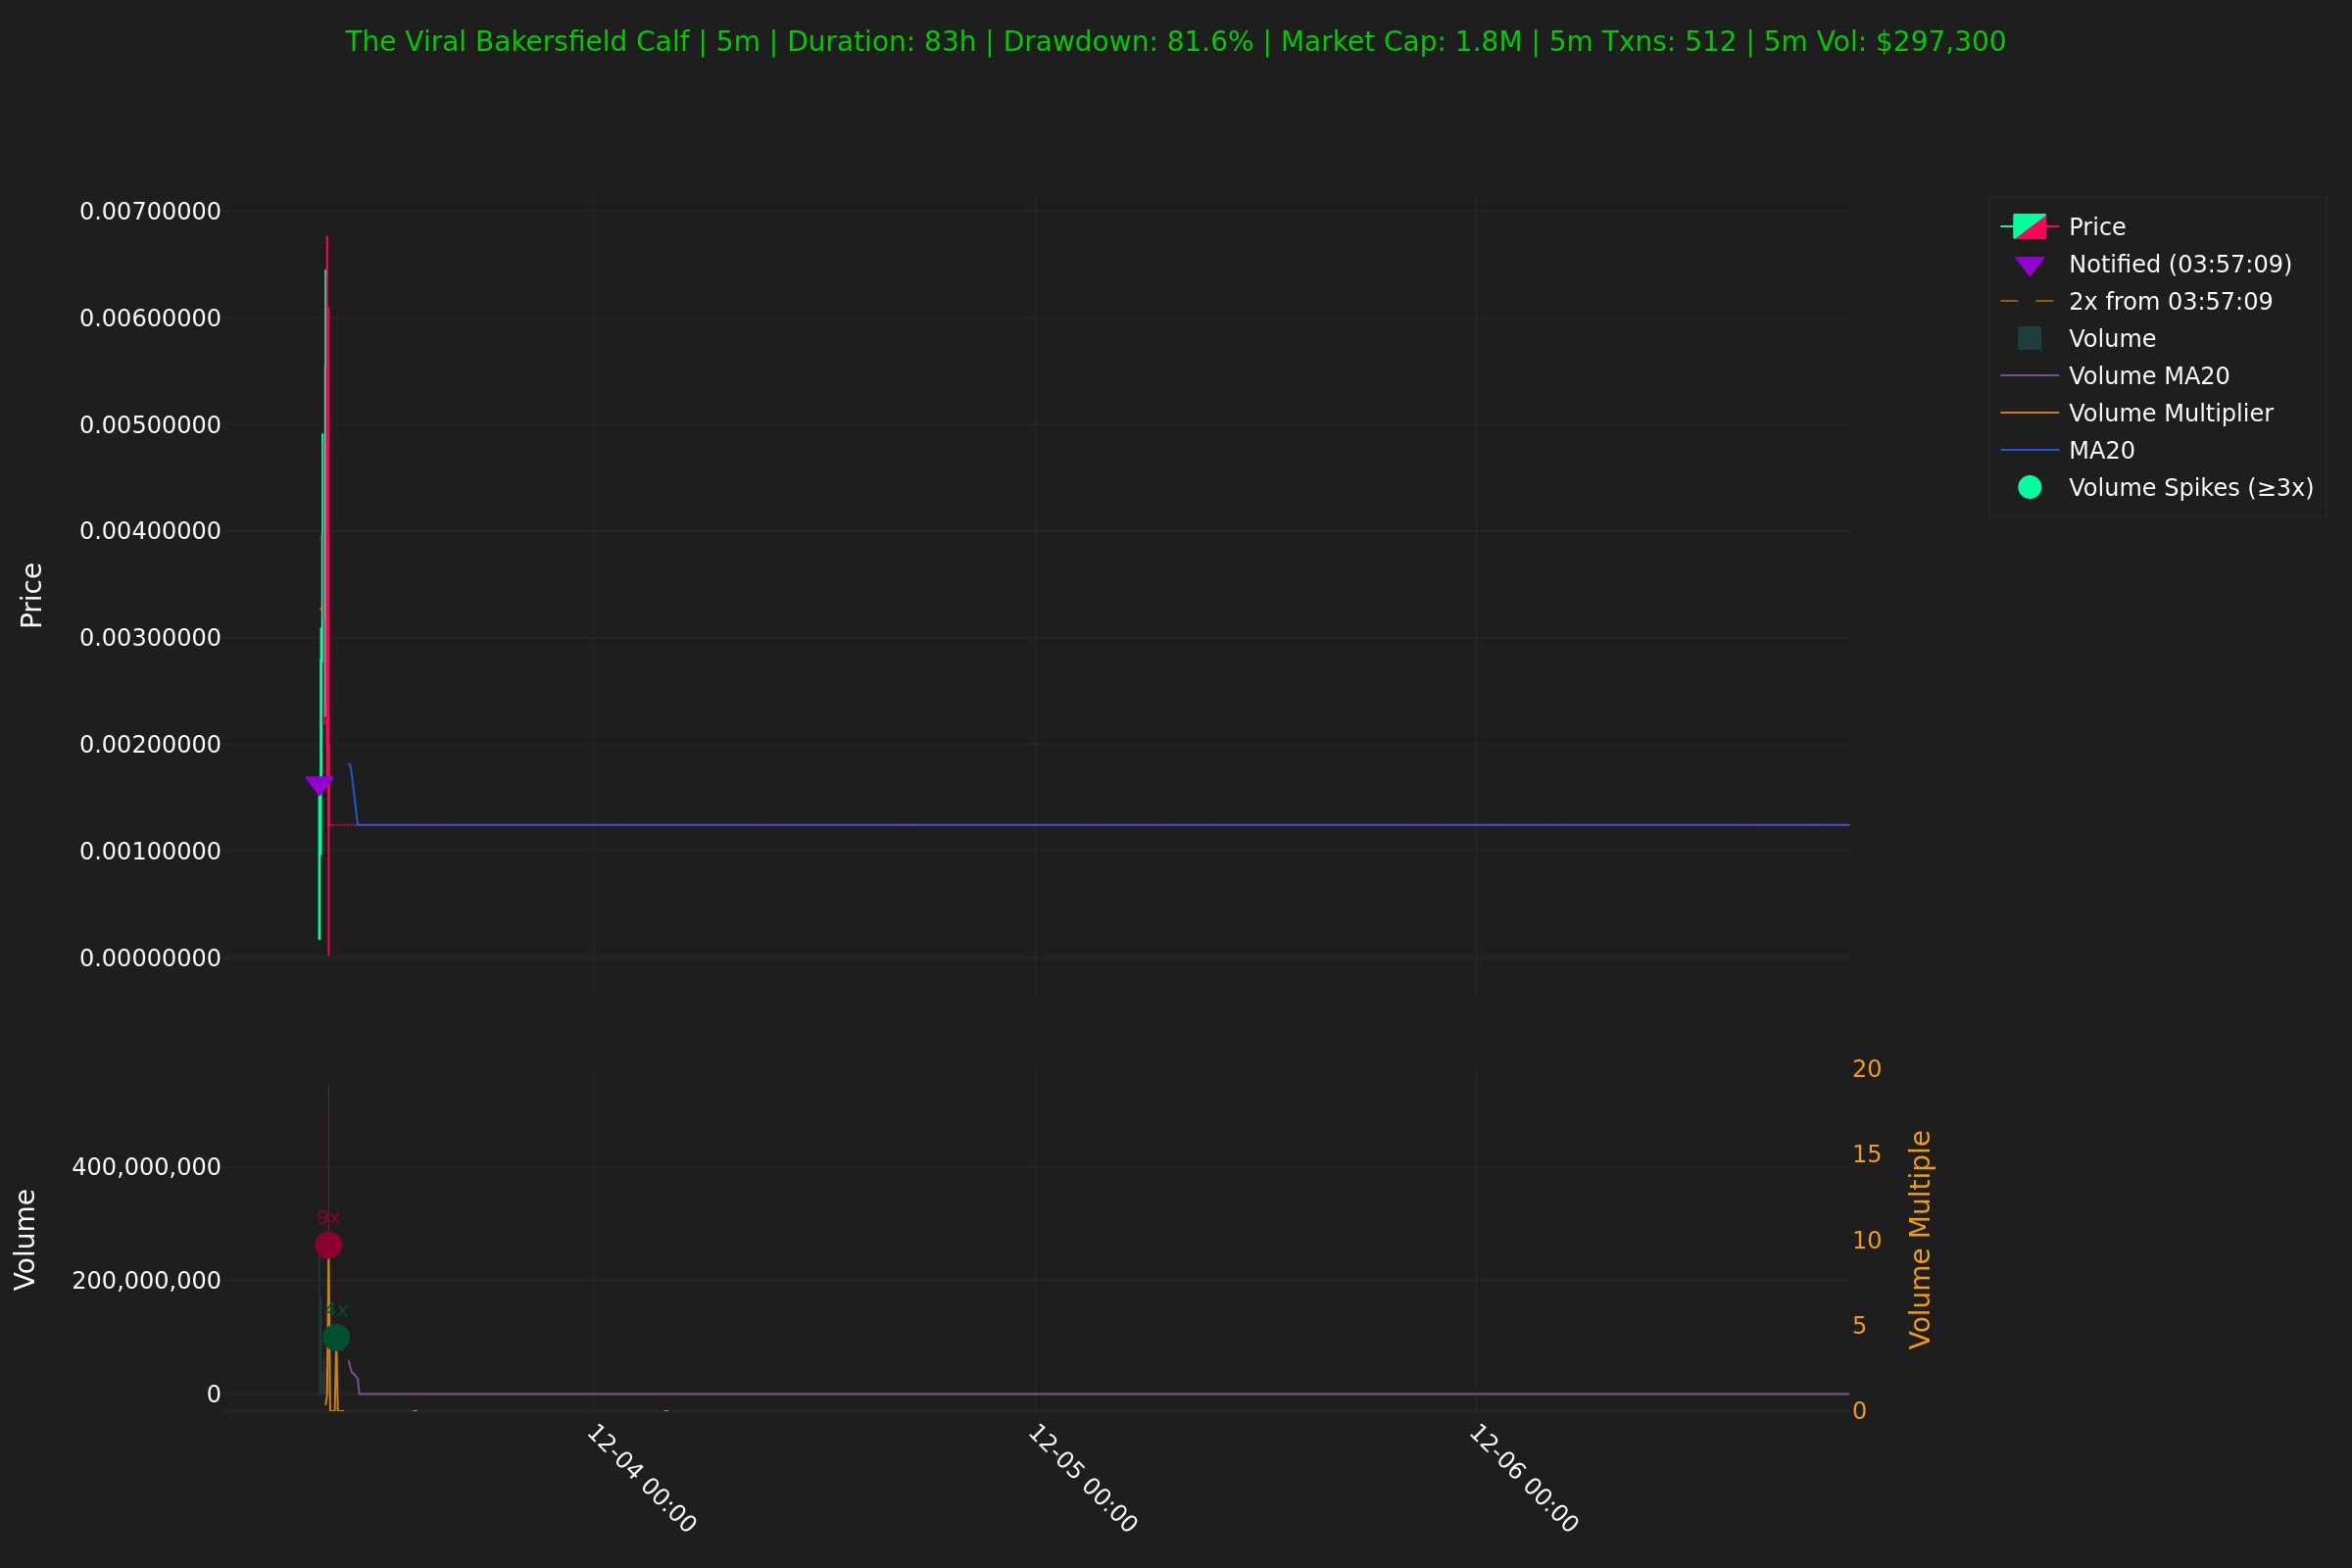 The Viral Bakersfield Calf | 5m | Duration: 83h | Drawdown: 81.6% | Market Cap: 1.8M | 5m Txns: 512 | 5m Vol: $297,300
0.00700000
0.00600000
0.00500000
0.00400000
0.00300000
0.00200000
0.00100000
0.00000000
Price
Price
Notified (03:57:09)
2x from 03:57:09
Volume
Volume MA20
Volume Multiplier
MA20
Volume Spikes (≥3x)
400,000,000
200,000,000
0
Volume
9x
4x
20
15
10
5
0
Volume Multiple
12-04 00:00
12-05 00:00
12-06 00:00